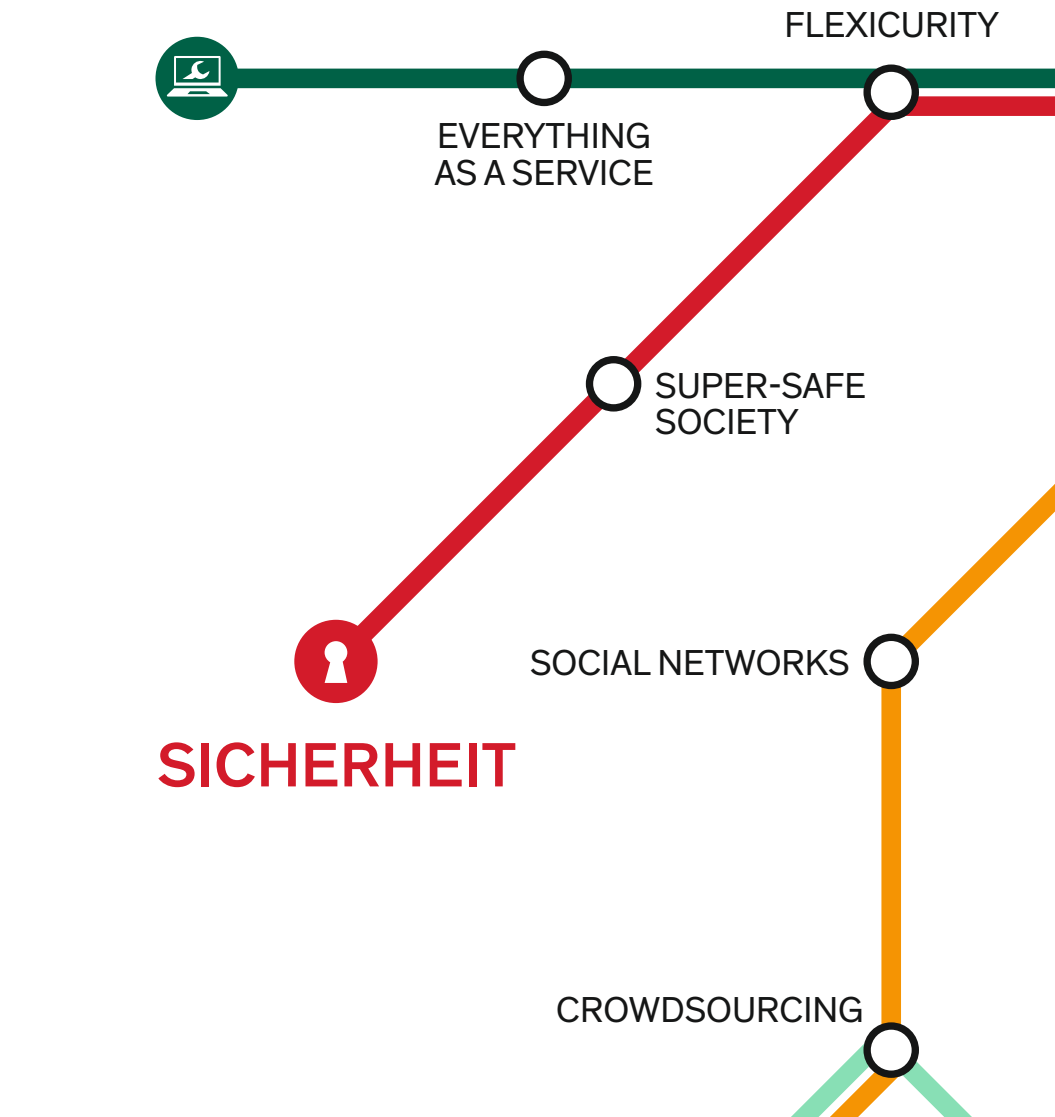 FLEXICURITY
EVERYTHING
AS A SERVICE
SUPER-SAFE
SOCIETY
SOCIAL NETWORKS
SICHERHEIT
CROWDSOURCING